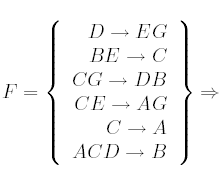 D → EG
BE → C
F = { CG → DB } ⇒
CE → AG
C → A
ACD → B